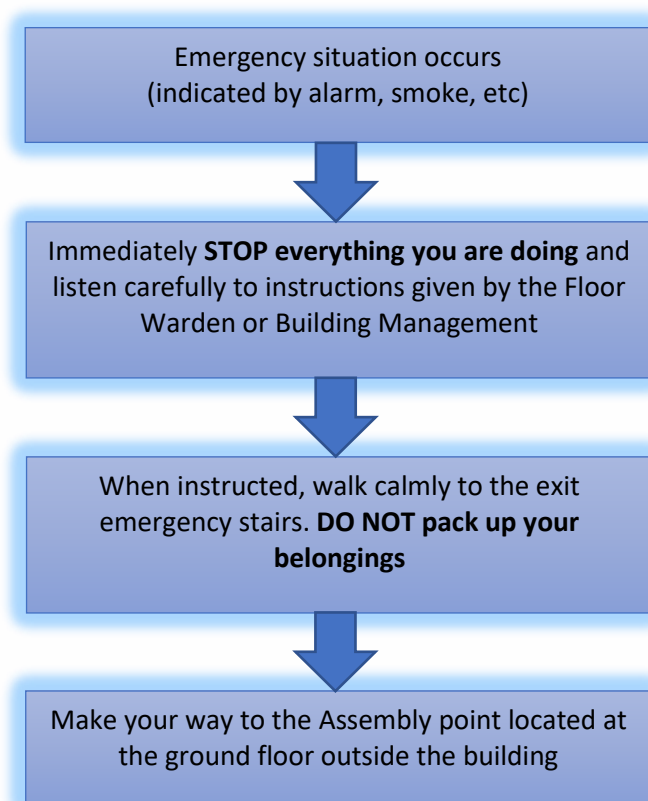 Emergency situation occurs
(indicated by alarm, smoke, etc)
Immediately STOP everything you are doing and
listen carefully to instructions given by the Floor
Warden or Building Management
When instructed, walk calmly to the exit
emergency stairs. DO NOT pack up your
belongings
Make your way to the Assembly point located at
the ground floor outside the building